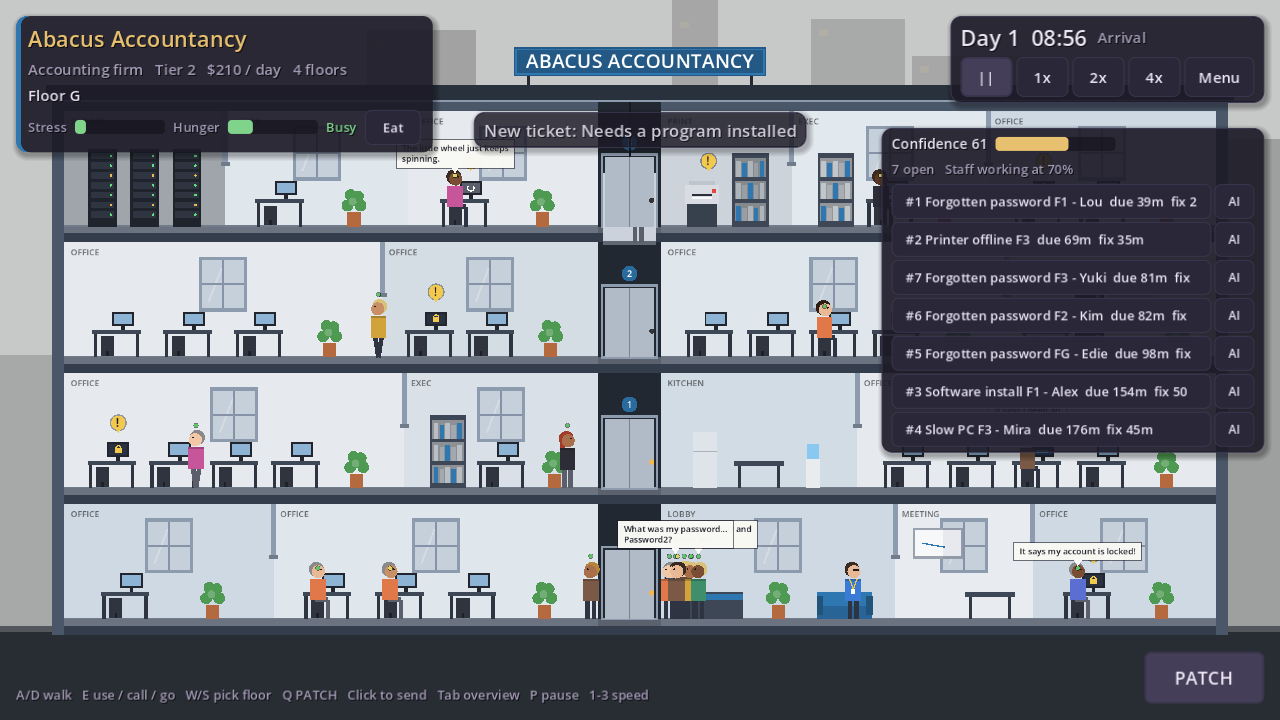 Abacus Accountancy
Accounting firm Tier 2 $210 / day 4 floors
Floor G
Stress Hunger Busy Eat
ABACUS ACCOUNTANCY
Day 1 08:56 Arrival
|| 1x 2x 4x Menu
New ticket: Needs a program installed
Confidence 61
7 open Staff working at 70%
#1 Forgotten password F1 - Lou due 39m fix 2 AI
#2 Printer offline F3 due 69m fix 35m AI
#7 Forgotten password F3 - Yuki due 81m fix AI
#6 Forgotten password F2 - Kim due 82m fix AI
#5 Forgotten password FG - Edie due 98m fix AI
#3 Software install F1 - Alex due 154m fix 50 AI
#4 Slow PC F3 - Mira due 176m fix 45m AI
OFFICE
wheel just keeps
spinning.
OFFICE OFFICE 2 OFFICE
OFFICE EXEC 1 KITCHEN
OFFICE OFFICE LOBBY MEETING OFFICE
What was my password... and
Password2?
It says my account is locked!
A/D walk E use / call / go W/S pick floor Q PATCH Click to send Tab overview P pause 1-3 speed
PATCH